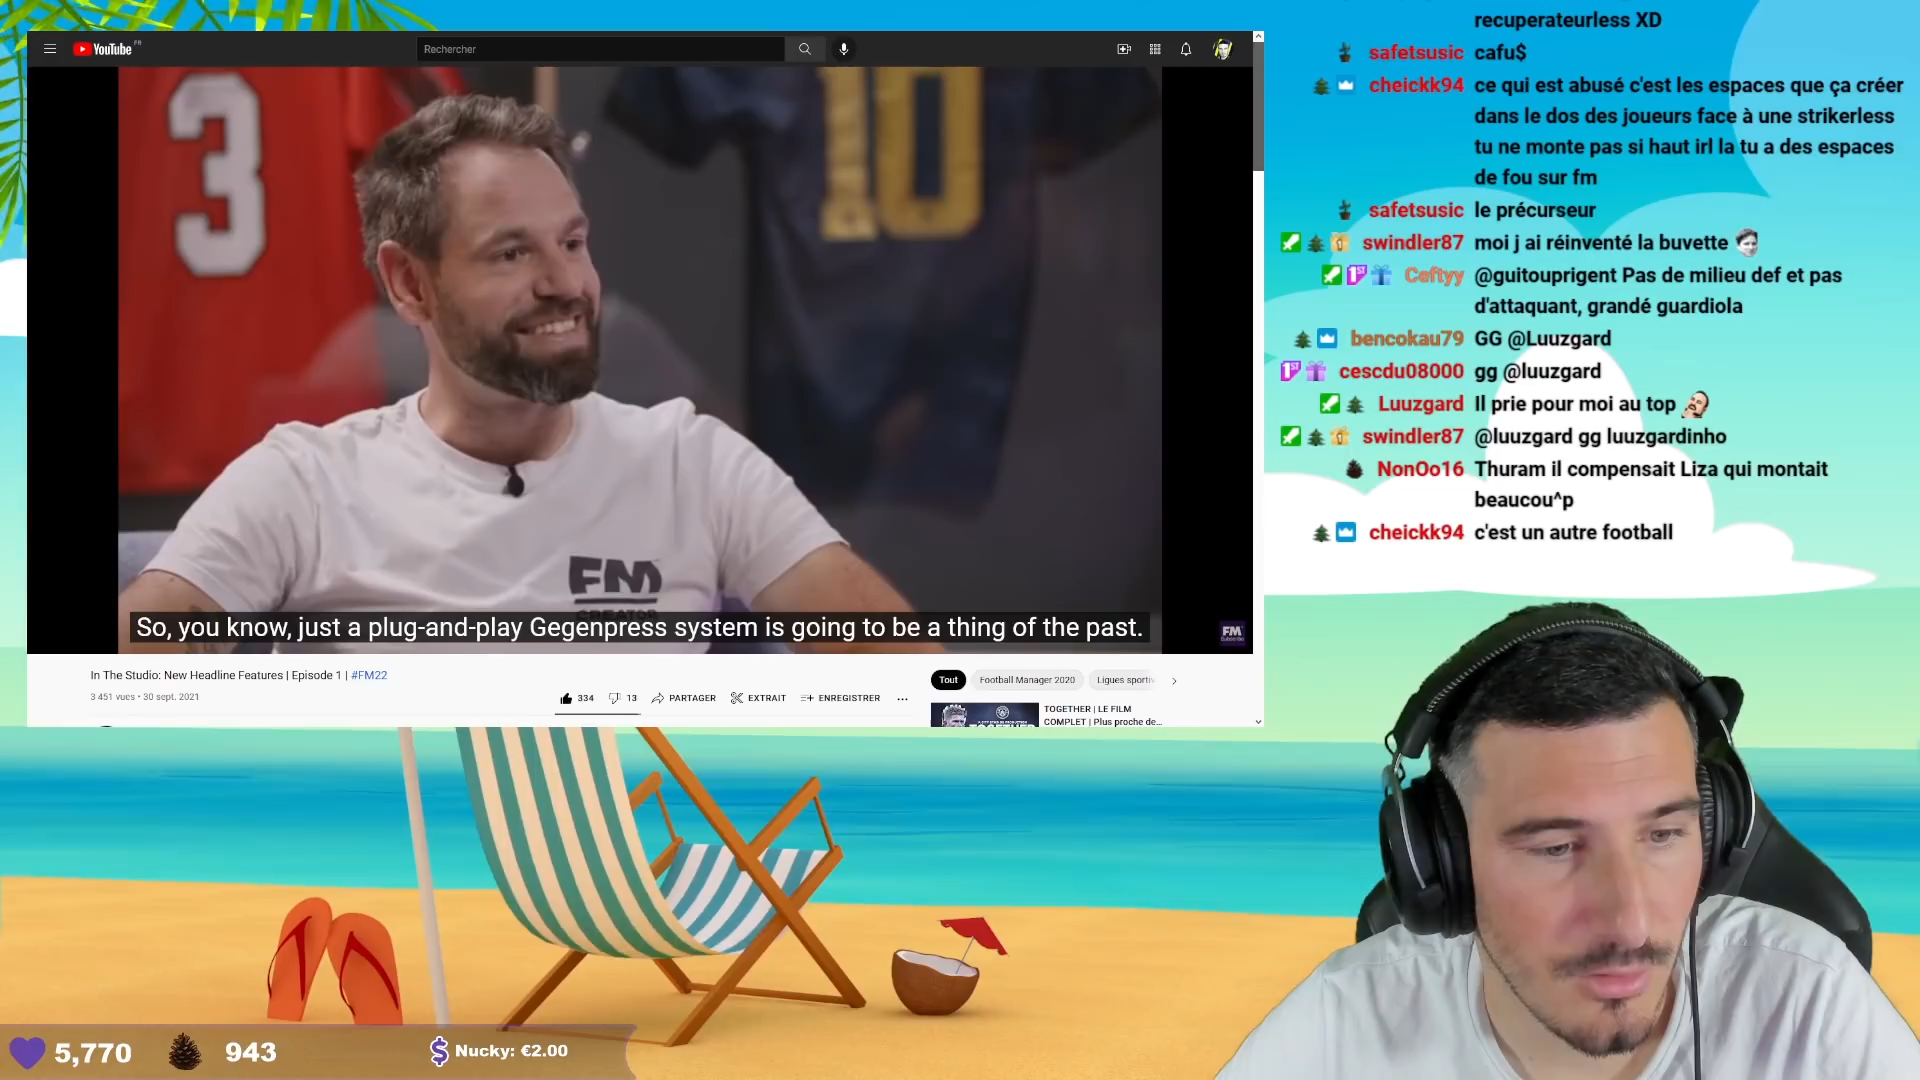 YouTube FR
Rechercher
3
10
FM
CREATOR
So, you know, just a plug-and-play Gegenpress system is going to be a thing of the past.
FM
In The Studio: New Headline Features | Episode 1 | #FM22
3 451 vues • 30 sept. 2021
334
13
PARTAGER
EXTRAIT
ENREGISTRER
Tout
Football Manager 2020
Ligues sporti
TOGETHER | LE FILM
COMPLET | Plus proche de...
recuperateurless XD
safetsusic cafu$
cheickk94 ce qui est abusé c'est les espaces que ça créer
dans le dos des joueurs face à une strikerless
tu ne monte pas si haut irl la tu a des espaces
de fou sur fm
safetsusic le précurseur
swindler87 moi j ai réinventé la buvette
Ceftyy @guitouprigent Pas de milieu def et pas
d'attaquant, grandé guardiola
bencokau79 GG @Luuzgard
1ST cescdu08000 gg @luuzgard
Luuzgard Il prie pour moi au top
swindler87 @luuzgard gg luuzgardinho
NonOo16 Thuram il compensait Liza qui montait
beaucou^p
cheickk94 c'est un autre football
5,770
943
$ Nucky: €2.00